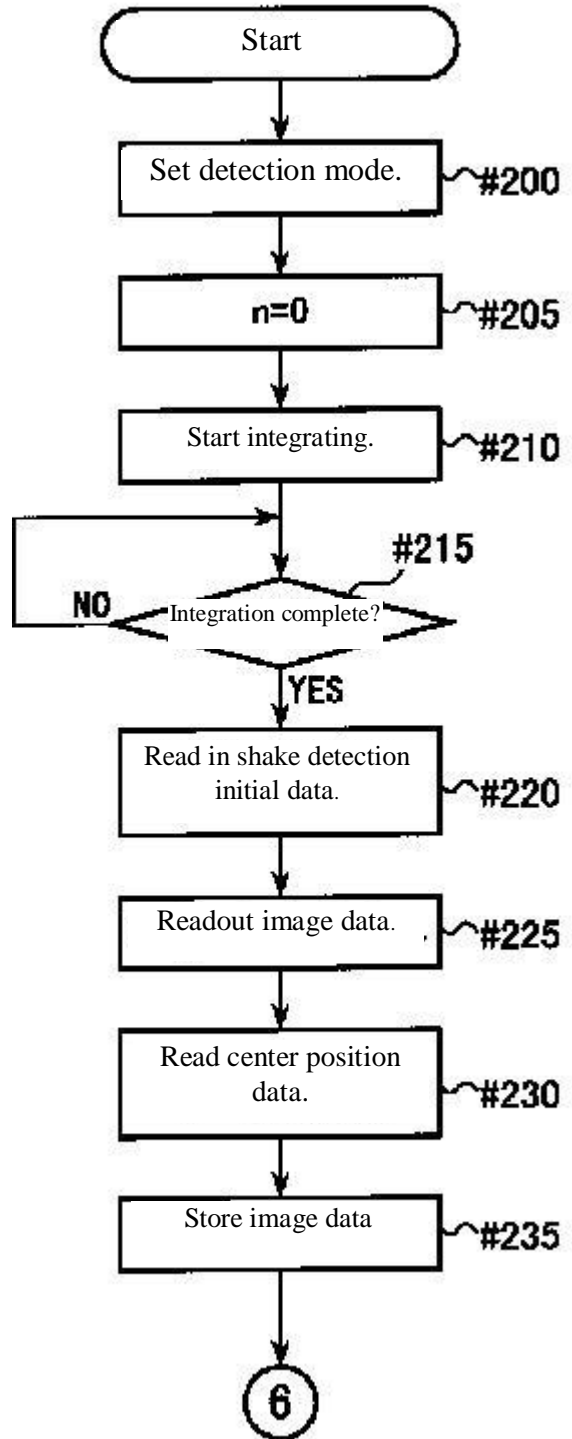 Start
Set detection mode.
#200
n=0
#205
Start integrating.
#210
#215
NO
Integration complete?
YES
Read in shake detection
initial data.
#220
Readout image data.
#225
Read center position
data.
#230
Store image data
#235
6